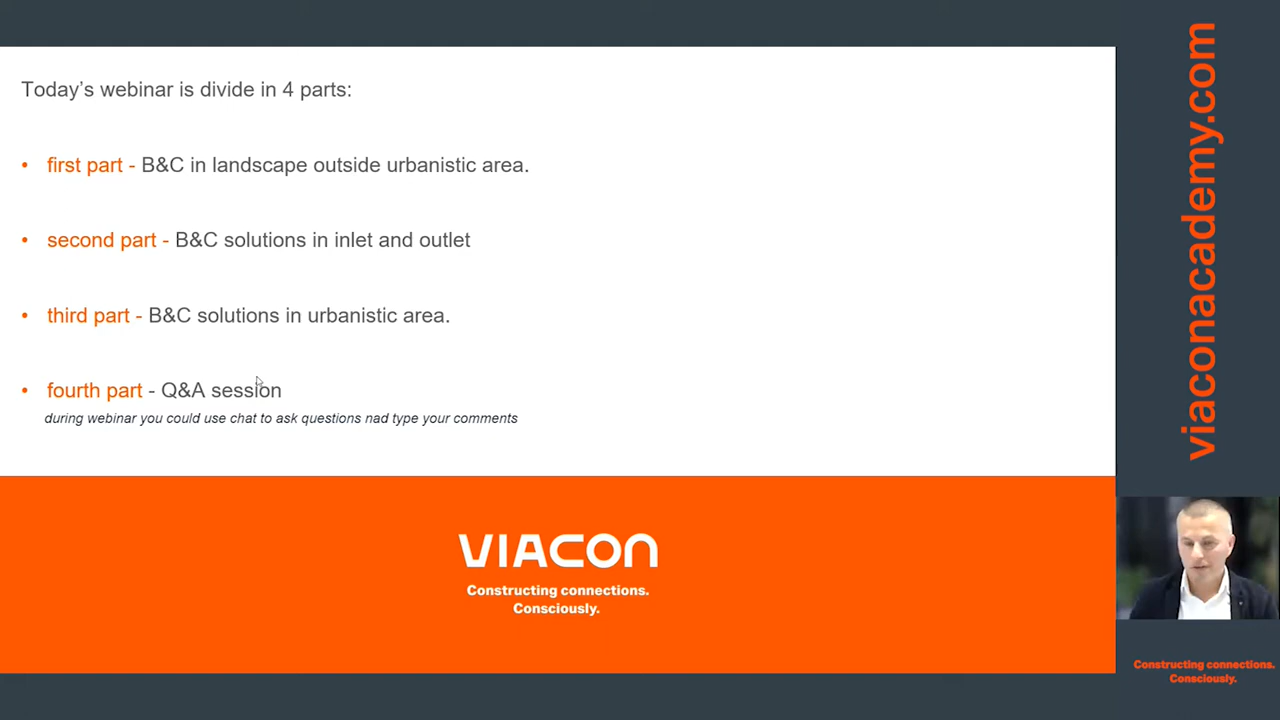 Today's webinar is divide in 4 parts:
• first part - B&C in landscape outside urbanistic area.
• second part - B&C solutions in inlet and outlet
• third part - B&C solutions in urbanistic area.
• fourth part - Q&A session
during webinar you could use chat to ask questions nad type your comments
VIACON
Constructing connections.
Consciously.
viaconacademy.com
Constructing connections.
Consciously.